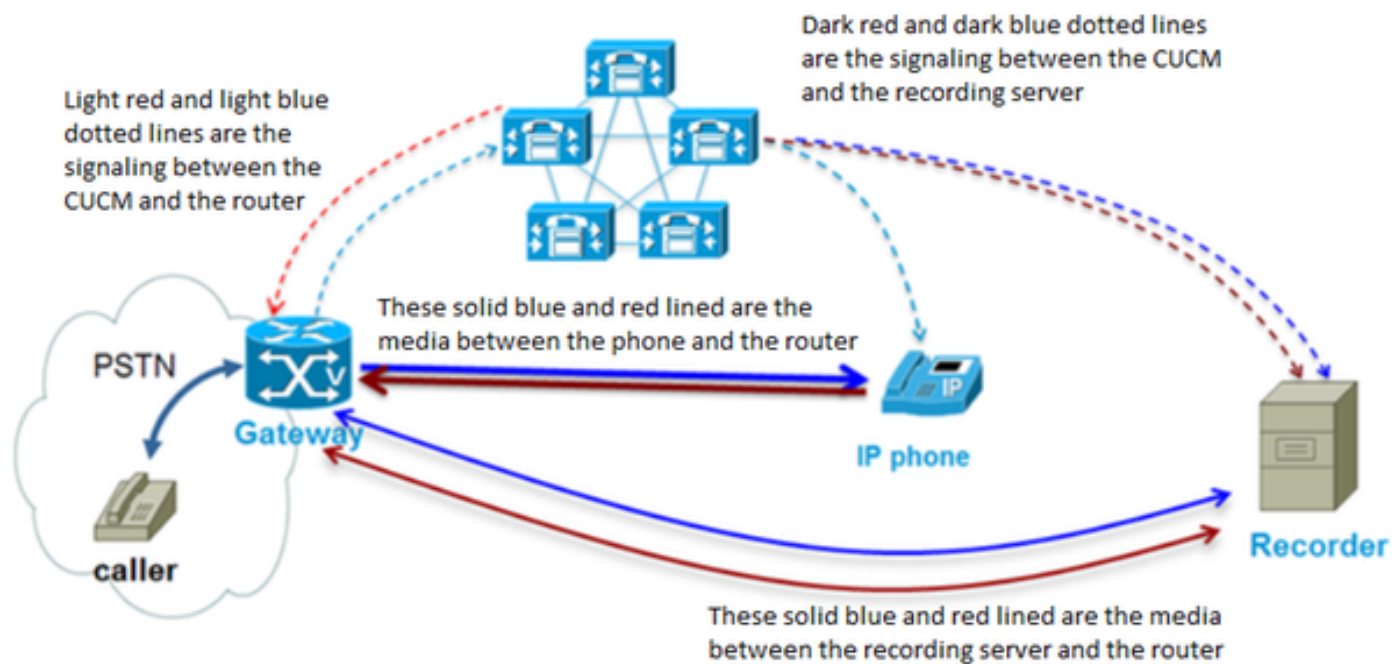 Dark red and dark blue dotted lines
are the signaling between the CUCM
and the recording server
Light red and light blue
dotted lines are the
signaling between the
CUCM and the router
These solid blue and red lined are the
media between the phone and the router
PSTN
V
IP
Gateway
IP phone
caller
Recorder
These solid blue and red lined are the media
between the recording server and the router